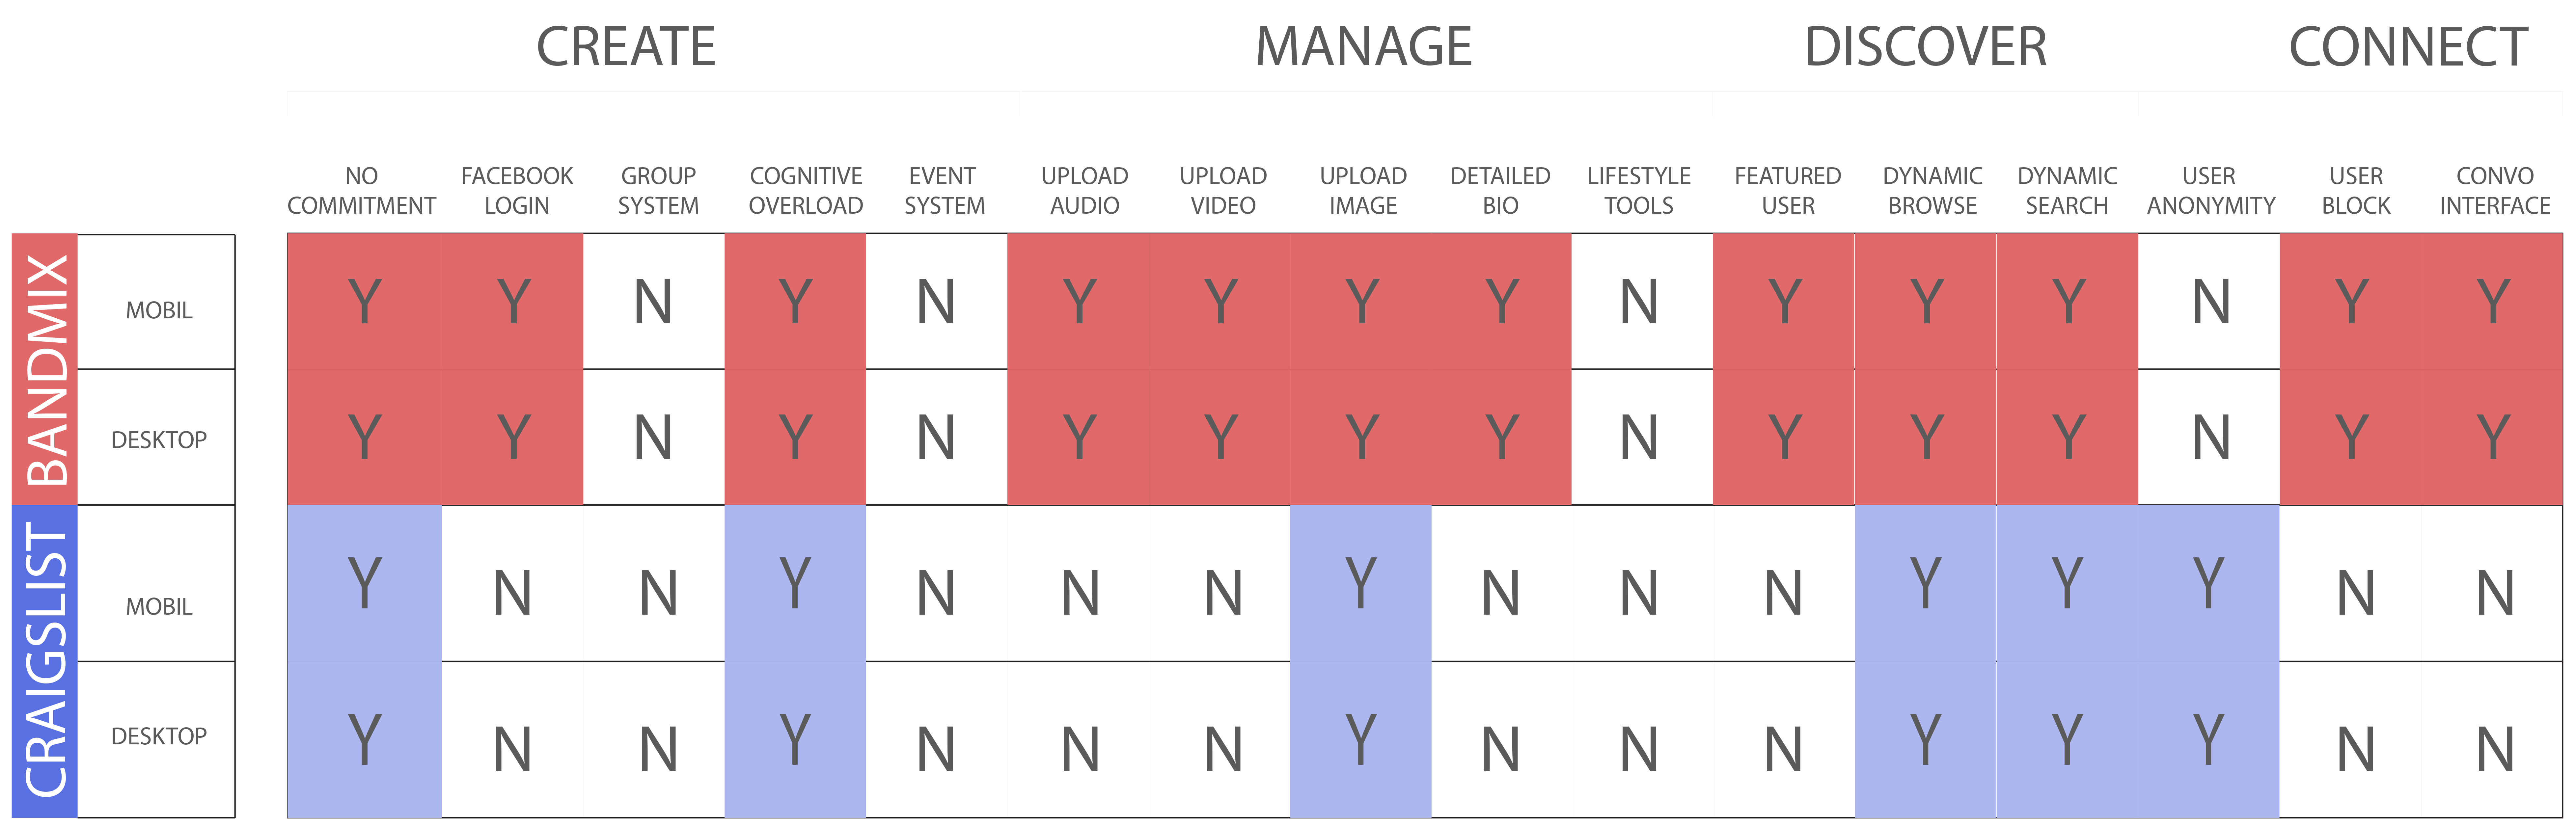 CREATE MANAGE DISCOVER CONNECT
NO FACEBOOK GROUP COGNITIVE EVENT UPLOAD UPLOAD UPLOAD DETAILED LIFESTYLE FEATURED DYNAMIC DYNAMIC USER USER CONVO
COMMITMENT LOGIN SYSTEM OVERLOAD SYSTEM AUDIO VIDEO IMAGE BIO TOOLS USER BROWSE SEARCH ANONYMITY BLOCK INTERFACE
BANDMIX
MOBIL Y Y N Y N Y Y Y Y N Y Y Y N Y Y
DESKTOP Y Y N Y N Y Y Y Y N Y Y Y N Y Y
CRAIGSLIST
MOBIL Y N N Y N N N Y N N N Y Y Y N N
DESKTOP Y N N Y N N N Y N N N Y Y Y N N